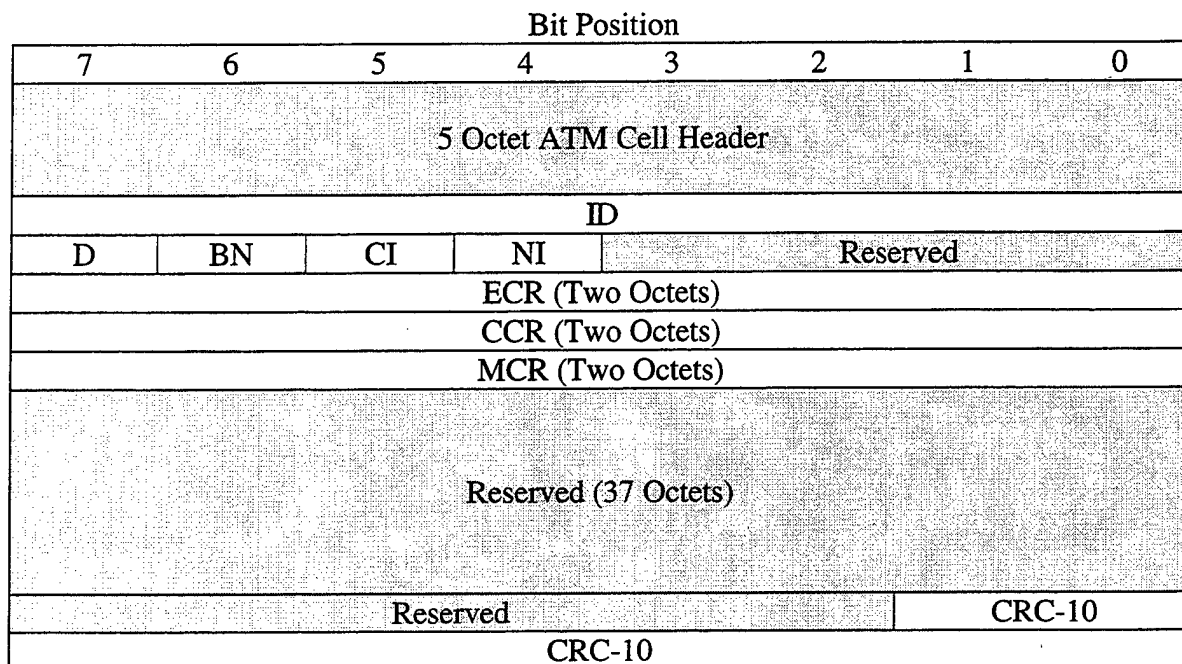 Bit Position
7 6 5 4 3 2 1 0
5 Octet ATM Cell Header
ID
D BN CI NI Reserved
ECR (Two Octets)
CCR (Two Octets)
MCR (Two Octets)
Reserved (37 Octets)
Reserved CRC-10
CRC-10